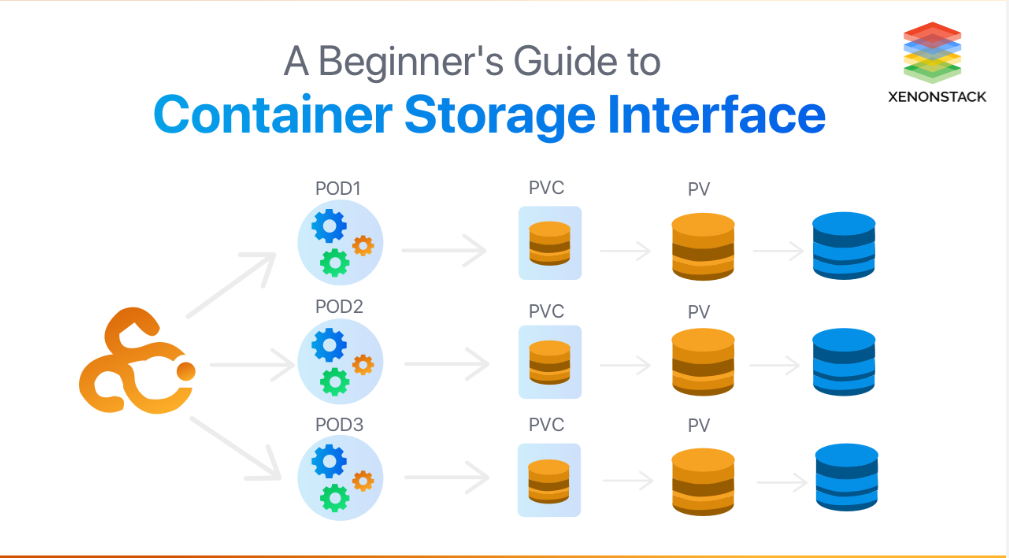 A Beginner's Guide to
Container Storage Interface
XENONSTACK
POD1
PVC
PV
POD2
PVC
PV
POD3
PVC
PV